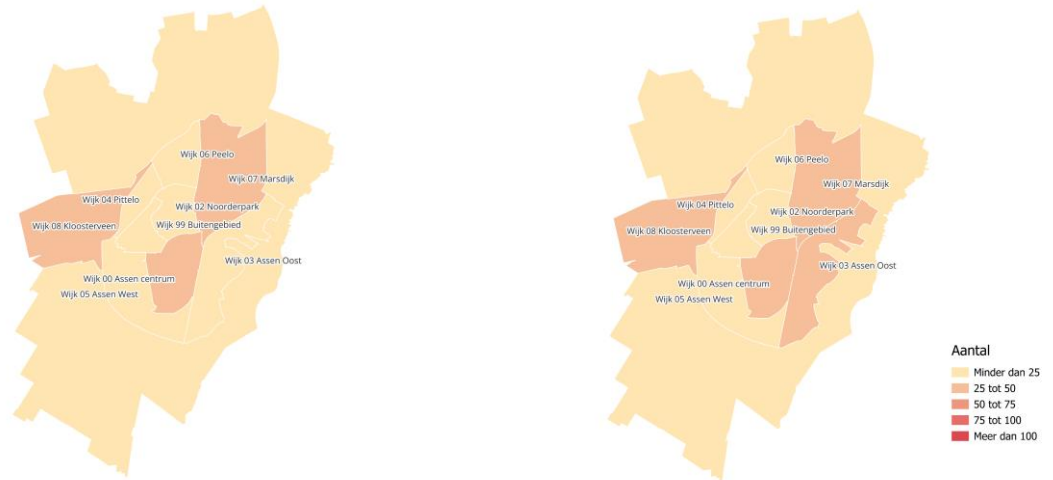 Wijk 06 Peelo
Wijk 07 Marsdijk
Wijk 04 Pittelo
Wijk 02 Noorderpark
Wijk 08 Kloosterveen
Wijk 99 Buitengebied
Wijk 03 Assen Oost
Wijk 00 Assen centrum
Wijk 05 Assen West
Wijk 06 Peelo
Wijk 07 Marsdijk
Wijk 04 Pittelo
Wijk 02 Noorderpark
Wijk 08 Kloosterveen
Wijk 99 Buitengebied
Wijk 03 Assen Oost
Wijk 00 Assen centrum
Wijk 05 Assen West
Aantal
Minder dan 25
25 tot 50
50 tot 75
75 tot 100
Meer dan 100